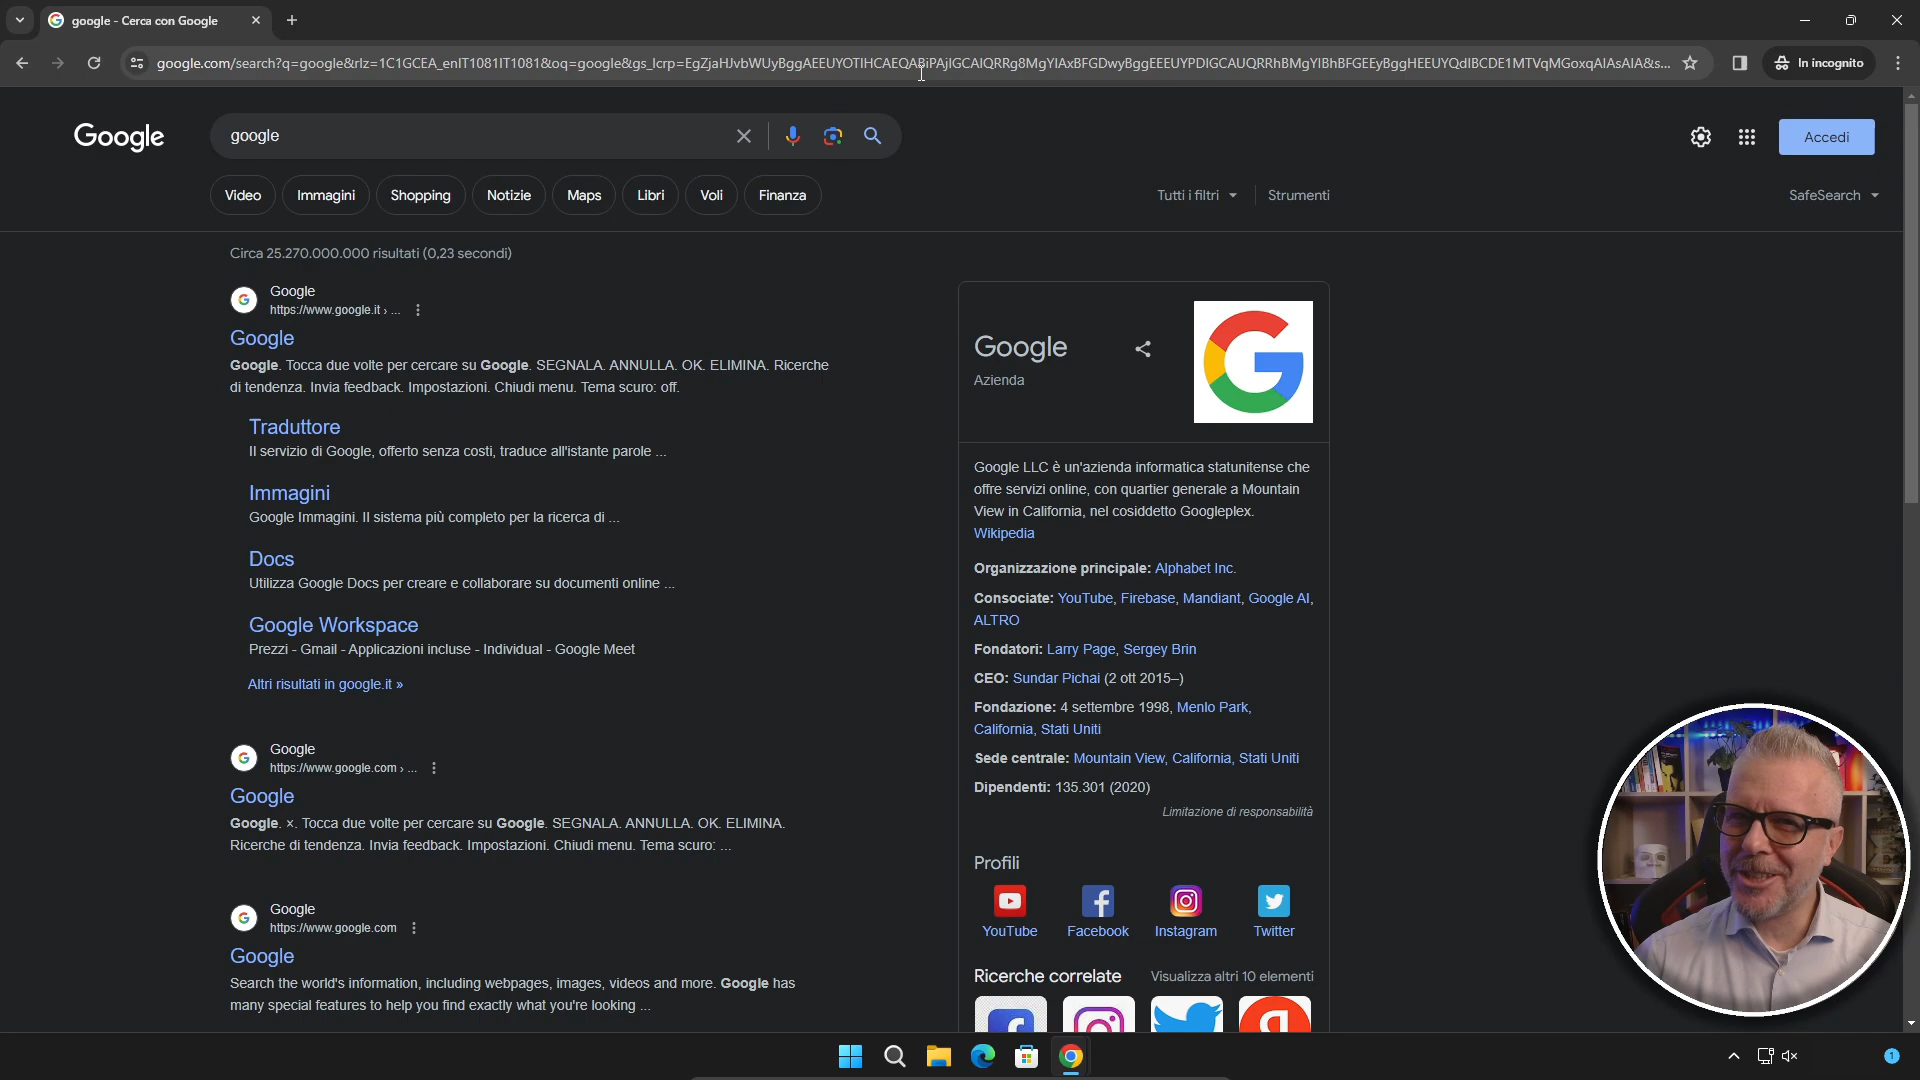 google - Cerca con Google
google.com/search?q=google&rlz=1C1GCEA_enIT1081IT1081&oq=google&gs_lcrp=EgZjaHJvbWUyBggAEEUYOTIHCAEQABiPAjIGCAIQRRg8MgYIAxBFGDwyBggEEEUYPDIGCAUQRRhBMgYIBhBFGEEyBggHEEUYQdIBCDE1MTVqMGoxqAIAsAIA&s...
In incognito
Google
google
Accedi
Video
Immagini
Shopping
Notizie
Maps
Libri
Voli
Finanza
Tutti i filtri
Strumenti
SafeSearch
Circa 25.270.000.000 risultati (0,23 secondi)
Google
https://www.google.it › ...
Google
Google. Tocca due volte per cercare su Google. SEGNALA. ANNULLA. OK. ELIMINA. Ricerche
di tendenza. Invia feedback. Impostazioni. Chiudi menu. Tema scuro: off.
Traduttore
Il servizio di Google, offerto senza costi, traduce all'istante parole ...
Immagini
Google Immagini. Il sistema più completo per la ricerca di ...
Docs
Utilizza Google Docs per creare e collaborare su documenti online ...
Google Workspace
Prezzi - Gmail - Applicazioni incluse - Individual - Google Meet
Altri risultati in google.it »
Google
https://www.google.com › ...
Google
Google. ×. Tocca due volte per cercare su Google. SEGNALA. ANNULLA. OK. ELIMINA.
Ricerche di tendenza. Invia feedback. Impostazioni. Chiudi menu. Tema scuro: ...
Google
https://www.google.com
Google
Search the world's information, including webpages, images, videos and more. Google has
many special features to help you find exactly what you're looking ...
Google
Azienda
Google LLC è un'azienda informatica statunitense che
offre servizi online, con quartier generale a Mountain
View in California, nel cosiddetto Googleplex.
Wikipedia
Organizzazione principale: Alphabet Inc.
Consociate: YouTube, Firebase, Mandiant, Google AI,
ALTRO
Fondatori: Larry Page, Sergey Brin
CEO: Sundar Pichai (2 ott 2015–)
Fondazione: 4 settembre 1998, Menlo Park,
California, Stati Uniti
Sede centrale: Mountain View, California, Stati Uniti
Dipendenti: 135.301 (2020)
Limitazione di responsabilità
Profili
YouTube
Facebook
Instagram
Twitter
Ricerche correlate
Visualizza altri 10 elementi
1